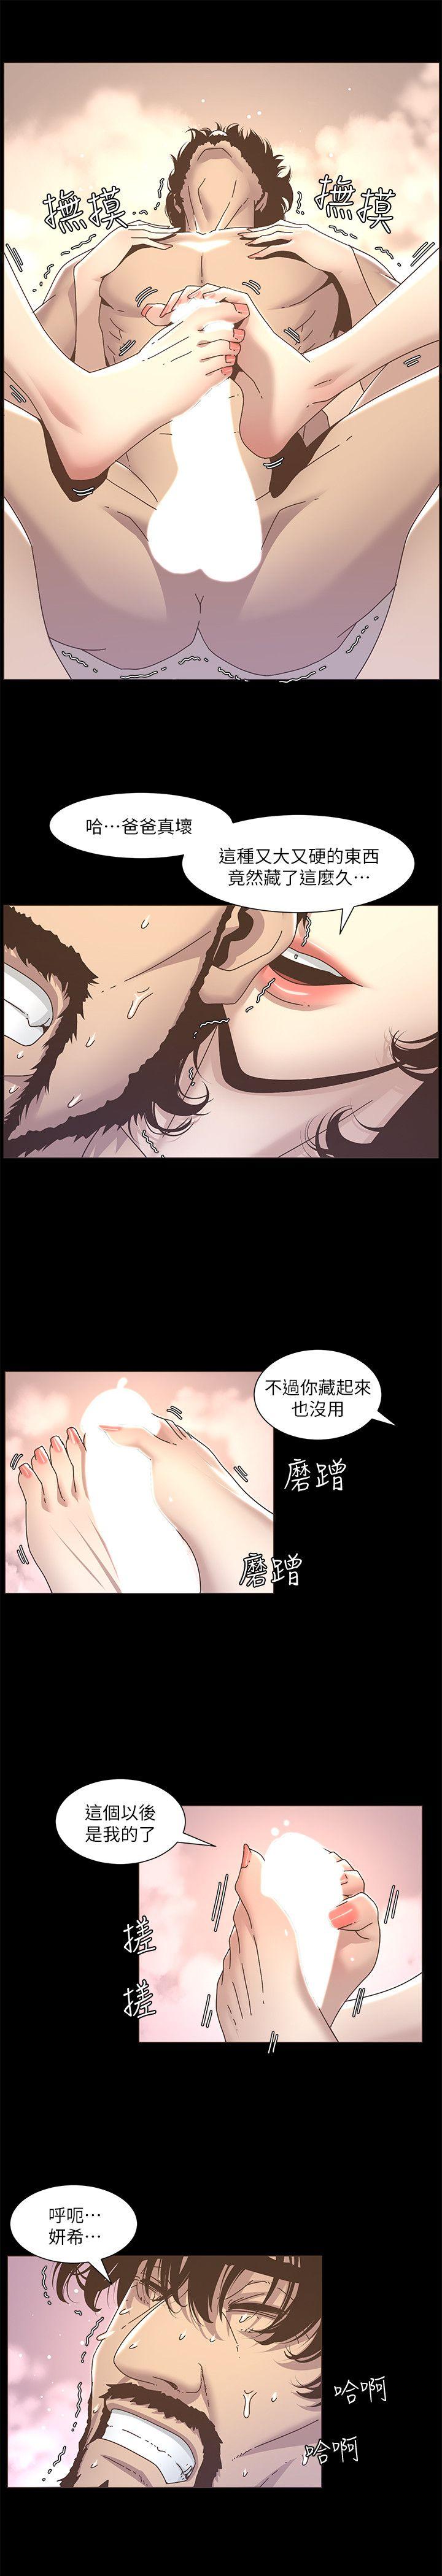 撫摸
撫摸
哈⋯爸爸真壞
這種又大又硬的東西
竟然藏了這麼久⋯
不過你藏起來
也沒用
磨蹭
磨蹭
這個以後
是我的了
搓
搓
呼呃⋯
妍希⋯
哈啊
哈啊